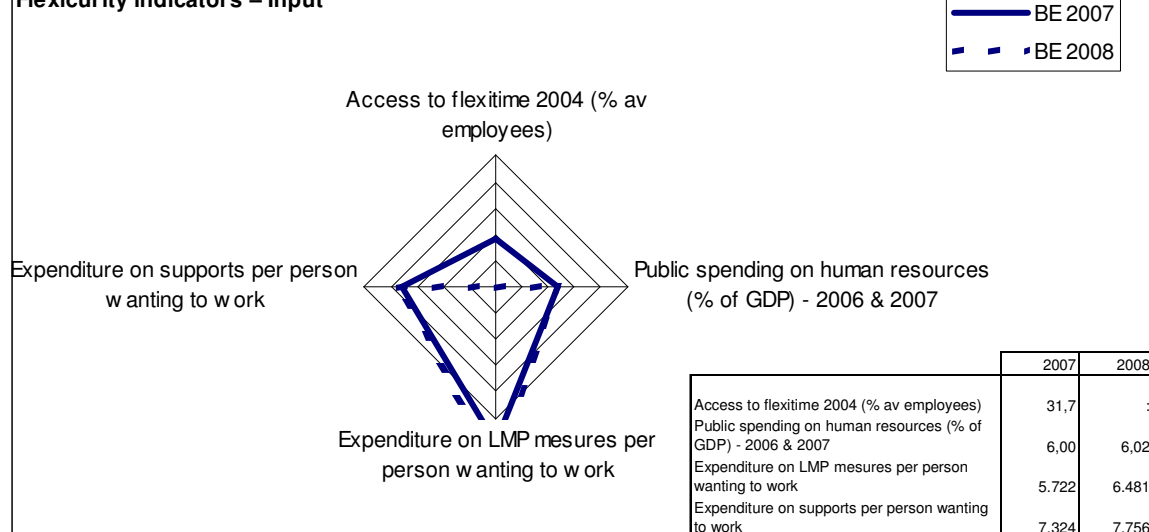 Flexicurity indicators – Input
BE 2007
BE 2008
Access to flexitime 2004 (% av
employees)
Expenditure on supports per person
wanting to work
Public spending on human resources
(% of GDP) - 2006 & 2007
Expenditure on LMP mesures per
person wanting to work
2007 2008
Access to flexitime 2004 (% av employees) 31,7 :
Public spending on human resources (% of
GDP) - 2006 & 2007 6,00 6,02
Expenditure on LMP mesures per person
wanting to work 5.722 6.481
Expenditure on supports per person wanting
to work 7.324 7.756